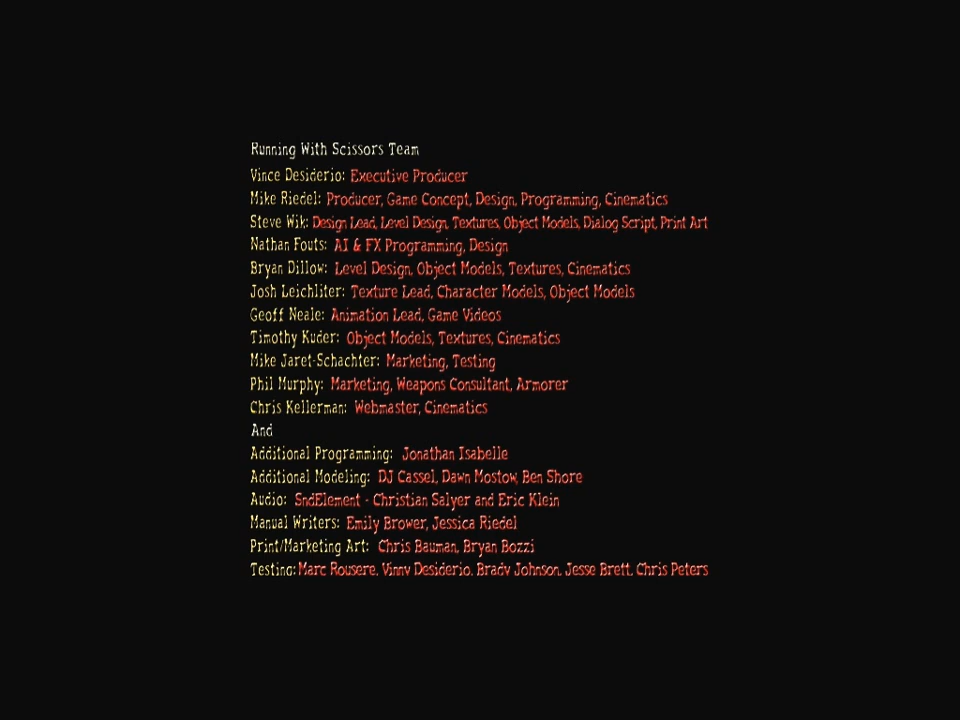 Running With Scissors Team
Vince Desiderio: Executive Producer
Mike Riedel: Producer, Game Concept, Design, Programming, Cinematics
Steve Wik: Design Lead, Level Design, Textures, Object Models, Dialog Script, Print Art
Nathan Fouts: AI & FX Programming, Design
Bryan Dillow: Level Design, Object Models, Textures, Cinematics
Josh Leichliter: Texture Lead, Character Models, Object Models
Geoff Neale: Animation Lead, Game Videos
Timothy Kuder: Object Models, Textures, Cinematics
Mike Jaret-Schachter: Marketing, Testing
Phil Murphy: Marketing, Weapons Consultant, Armorer
Chris Kellerman: Webmaster, Cinematics
And
Additional Programming: Jonathan Isabelle
Additional Modeling: DJ Cassel, Dawn Mostow, Ben Shore
Audio: SndElement - Christian Salyer and Eric Klein
Manual Writers: Emily Brower, Jessica Riedel
Print/Marketing Art: Chris Bauman, Bryan Bozzi
Testing: Marc Rousere, Vinny Desiderio, Brady Johnson, Jesse Brett, Chris Peters